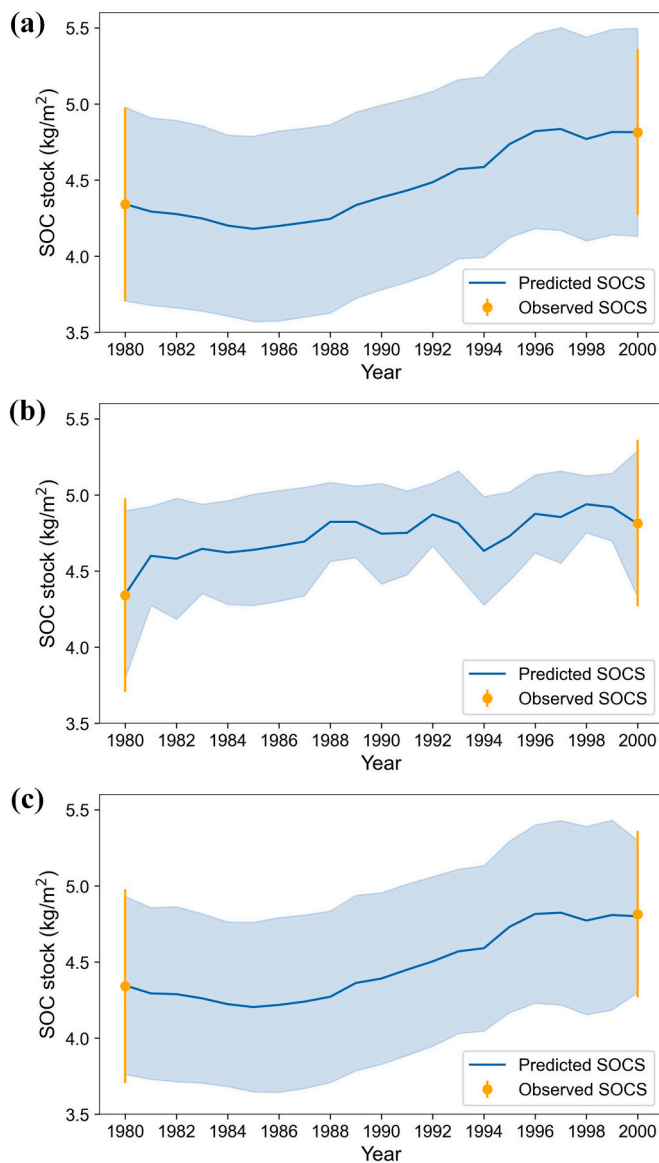 (a)
5.5
5.0
4.5
4.0
3.5
SOC stock (kg/m²)
Predicted SOCS
Observed SOCS
1980 1982 1984 1986 1988 1990 1992 1994 1996 1998 2000
Year
(b)
5.5
5.0
4.5
4.0
3.5
SOC stock (kg/m²)
Predicted SOCS
Observed SOCS
1980 1982 1984 1986 1988 1990 1992 1994 1996 1998 2000
Year
(c)
5.5
5.0
4.5
4.0
3.5
SOC stock (kg/m²)
Predicted SOCS
Observed SOCS
1980 1982 1984 1986 1988 1990 1992 1994 1996 1998 2000
Year